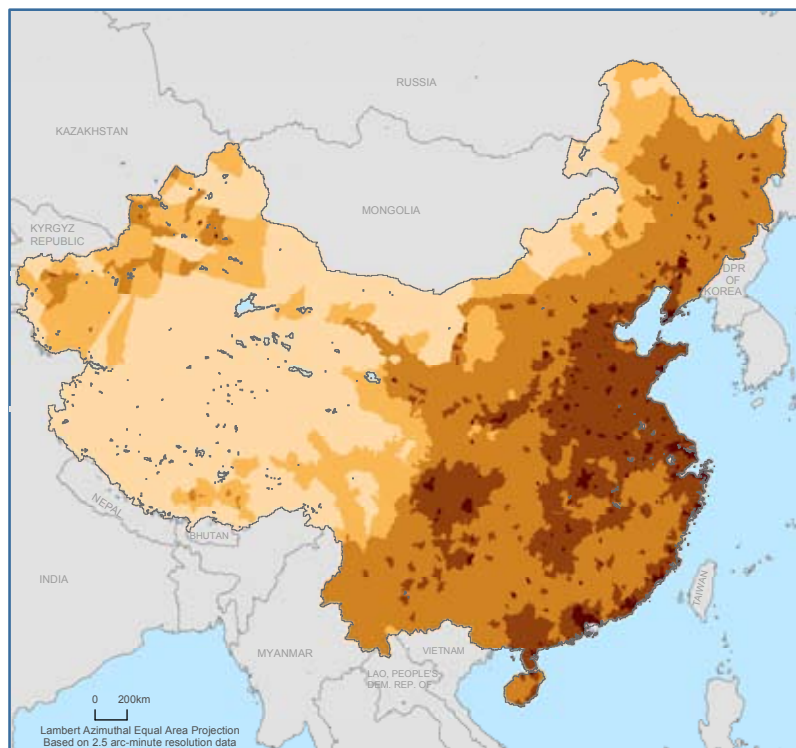 RUSSIA
KAZAKHSTAN
MONGOLIA
KYRGYZ
REPUBLIC
DPR
OF
KOREA
NEPAL
BHUTAN
INDIA
TAIWAN
MYANMAR
VIETNAM
LAO, PEOPLE'S
DEM. REP. OF
0 200km
Lambert Azimuthal Equal Area Projection
Based on 2.5 arc-minute resolution data